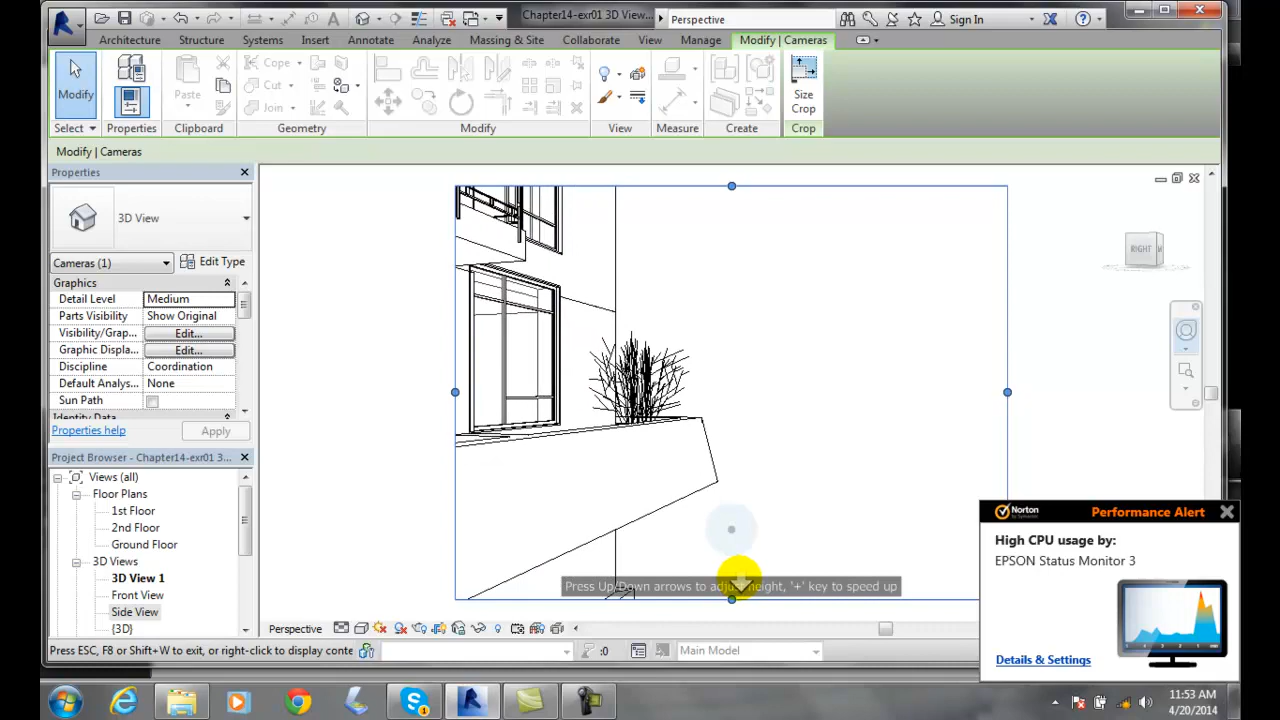 Chapter14-exr01 3D View...
Perspective
Sign In
Architecture
Structure
Systems
Insert
Annotate
Analyze
Massing & Site
Collaborate
View
Manage
Modify | Cameras
Modify
Paste
Cope
Cut
Join
Size
Crop
Select
Properties
Clipboard
Geometry
Modify
View
Measure
Create
Crop
Modify | Cameras
Properties
3D View
Cameras (1)
Edit Type
Graphics
Detail Level Medium
Parts Visibility Show Original
Visibility/Grap... Edit...
Graphic Displa... Edit...
Discipline Coordination
Default Analys... None
Sun Path
Identity Data
Properties help
Apply
Project Browser - Chapter14-exr01 3...
Views (all)
Floor Plans
1st Floor
2nd Floor
Ground Floor
3D Views
3D View 1
Front View
Side View
{3D}
RIGHT
Press Up/Down arrows to adjust height, '+' key to speed up
Norton
by Symantec
Performance Alert
High CPU usage by:
EPSON Status Monitor 3
Details & Settings
Perspective
Press ESC, F8 or Shift+W to exit, or right-click to display conte
:0
Main Model
11:53 AM
4/20/2014